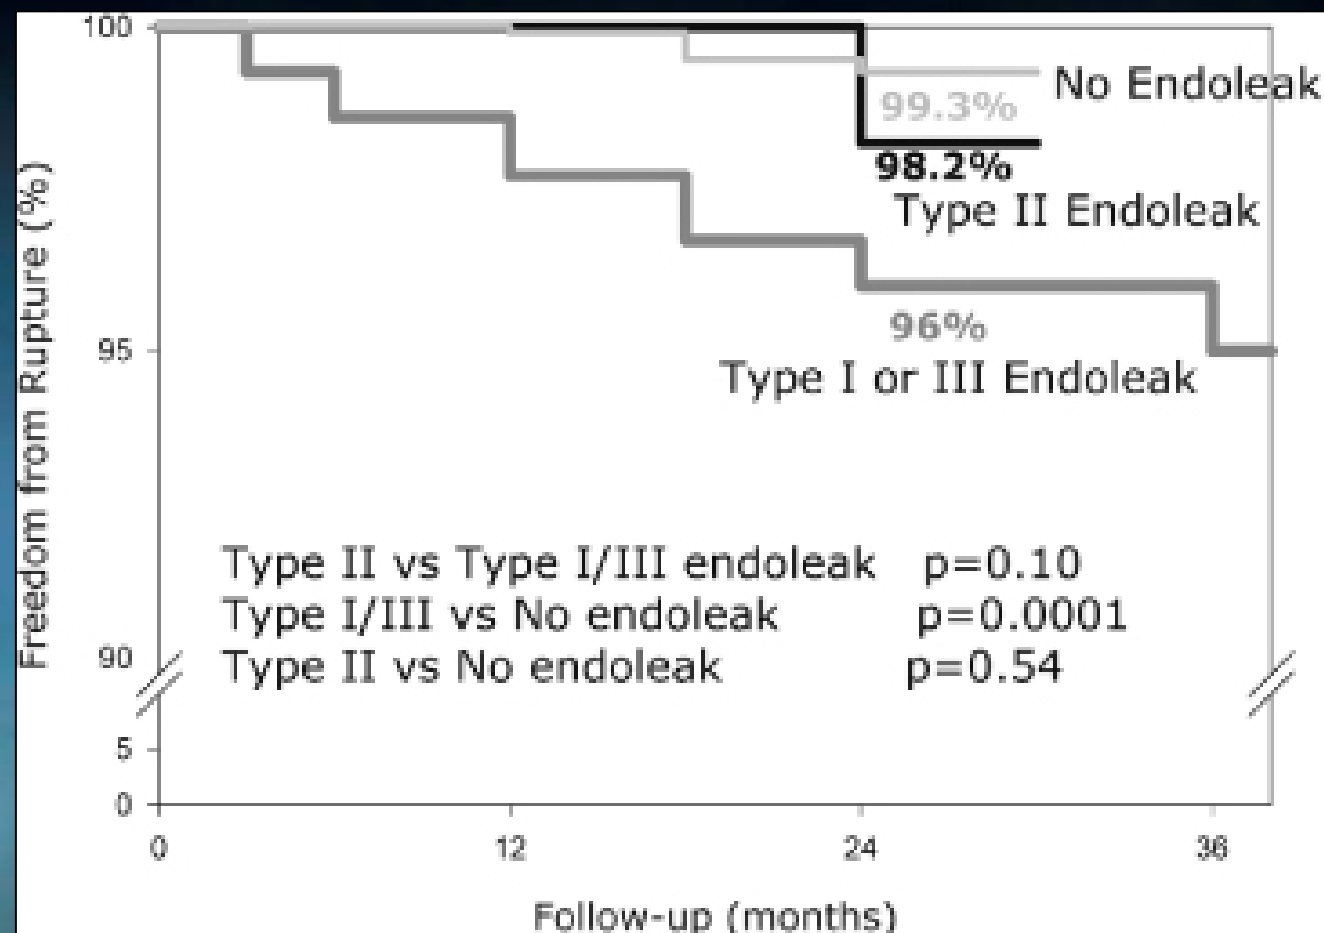 100
No Endoleak
99.3%
98.2%
Type II Endoleak
96%
95
Type I or III Endoleak
Freedom from Rupture (%)
Type II vs Type I/III endoleak p=0.10
Type I/III vs No endoleak p=0.0001
90
Type II vs No endoleak p=0.54
5
0
0 12 24 36
Follow-up (months)